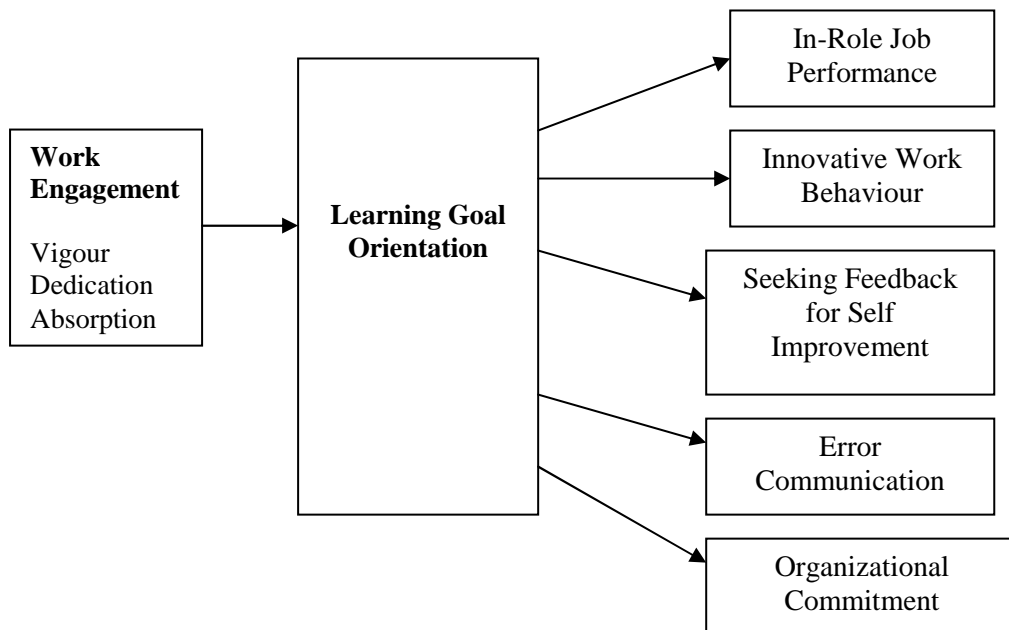 Work
Engagement
Vigour
Dedication
Absorption
Learning Goal
Orientation
In-Role Job
Performance
Innovative Work
Behaviour
Seeking Feedback
for Self
Improvement
Error
Communication
Organizational
Commitment